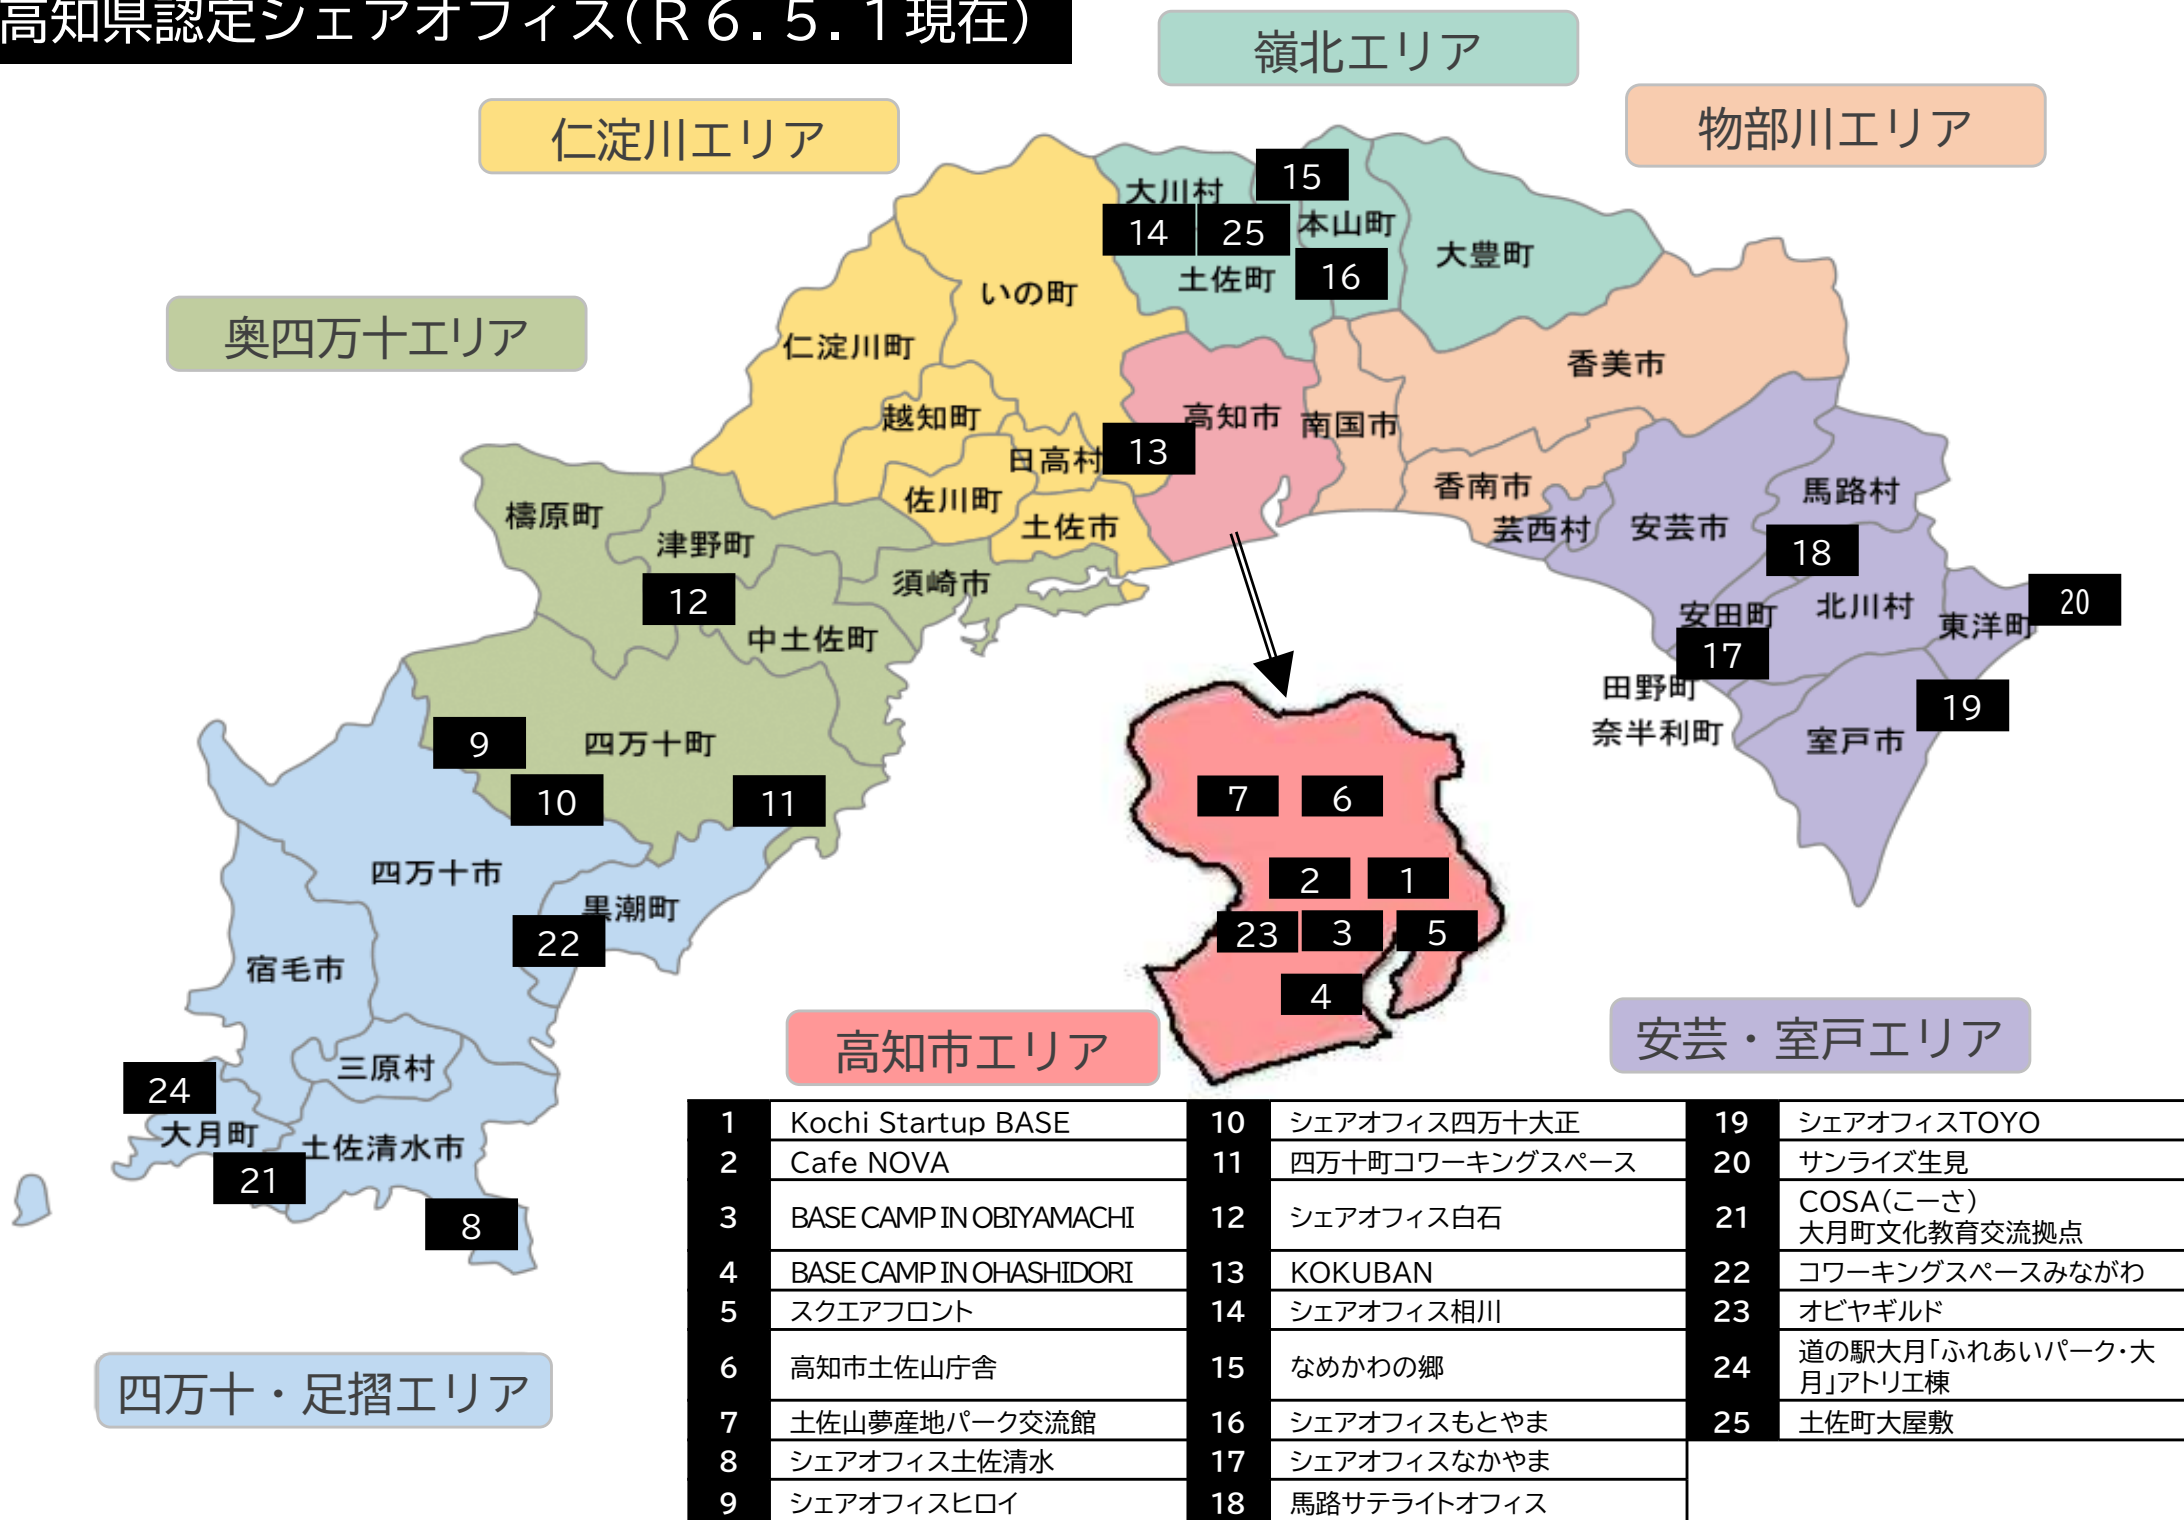 高知県認定シェアオフィス(R６.５.１現在)
嶺北エリア
仁淀川エリア
物部川エリア
奥四万十エリア
大川村
15
14
25
本山町
大豊町
土佐町
16
いの町
仁淀川町
香美市
越知町
高知市
南国市
日高村
13
佐川町
土佐市
香南市
芸西村
安芸市
馬路村
檮原町
津野町
18
12
須崎市
中土佐町
安田町
北川村
東洋町
20
17
田野町
奈半利町
19
室戸市
9
四万十町
10
11
7
6
2
1
23
3
5
4
四万十市
黒潮町
22
宿毛市
三原村
24
大月町
土佐清水市
21
8
高知市エリア
安芸・室戸エリア
四万十・足摺エリア
1 Kochi Startup BASE
2 Cafe NOVA
3 BASE CAMP IN OBIYAMACHI
4 BASE CAMP IN OHASHIDORI
5 スクエアフロント
6 高知市土佐山庁舎
7 土佐山夢産地パーク交流館
8 シェアオフィス土佐清水
9 シェアオフィスヒロイ
10 シェアオフィス四万十大正
11 四万十町コワーキングスペース
12 シェアオフィス白石
13 KOKUBAN
14 シェアオフィス相川
15 なめかわの郷
16 シェアオフィスもとやま
17 シェアオフィスなかやま
18 馬路サテライトオフィス
19 シェアオフィスTOYO
20 サンライズ生見
21 COSA(こーさ)
大月町文化教育交流拠点
22 コワーキングスペースみながわ
23 オビヤギルド
24 道の駅大月｢ふれあいパーク･大
月｣アトリエ棟
25 土佐町大屋敷